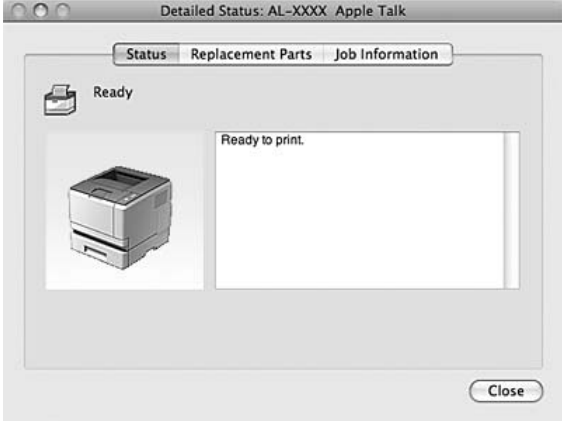 Detailed Status: AL-XXXX Apple Talk
Status Replacement Parts Job Information
Ready
Ready to print.
Close